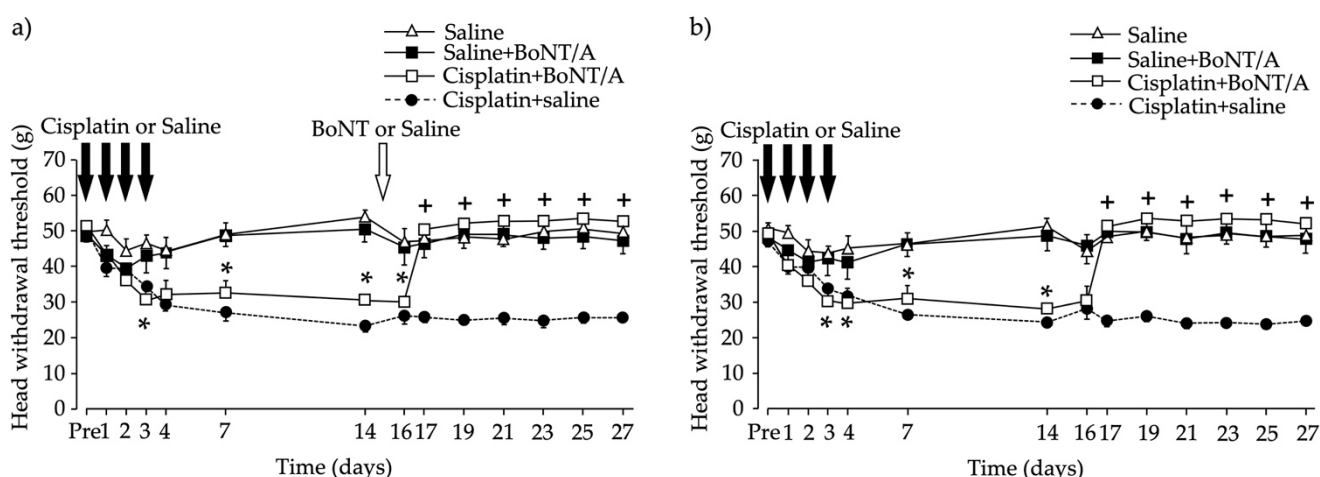 a)
Saline
Saline+BoNT/A
Cisplatin+BoNT/A
Cisplatin+saline
Cisplatin or Saline
BoNT or Saline
Head withdrawal threshold (g)
70
60
50
40
30
20
10
0
+ + + + + +
* * * *
Pre1 2 3 4 7 14 16 17 19 21 23 25 27
Time (days)
b)
Saline
Saline+BoNT/A
Cisplatin+BoNT/A
Cisplatin+saline
Cisplatin or Saline
Head withdrawal threshold (g)
70
60
50
40
30
20
10
0
+ + + + + +
* * * *
Pre1 2 3 4 7 14 16 17 19 21 23 25 27
Time (days)